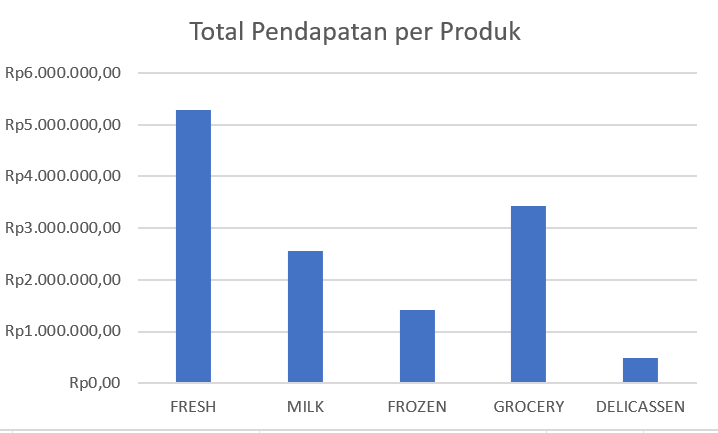 Total Pendapatan per Produk
Rp6.000.000,00
Rp5.000.000,00
Rp4.000.000,00
Rp3.000.000,00
Rp2.000.000,00
Rp1.000.000,00
Rp0,00
FRESH MILK FROZEN GROCERY DELICASSEN